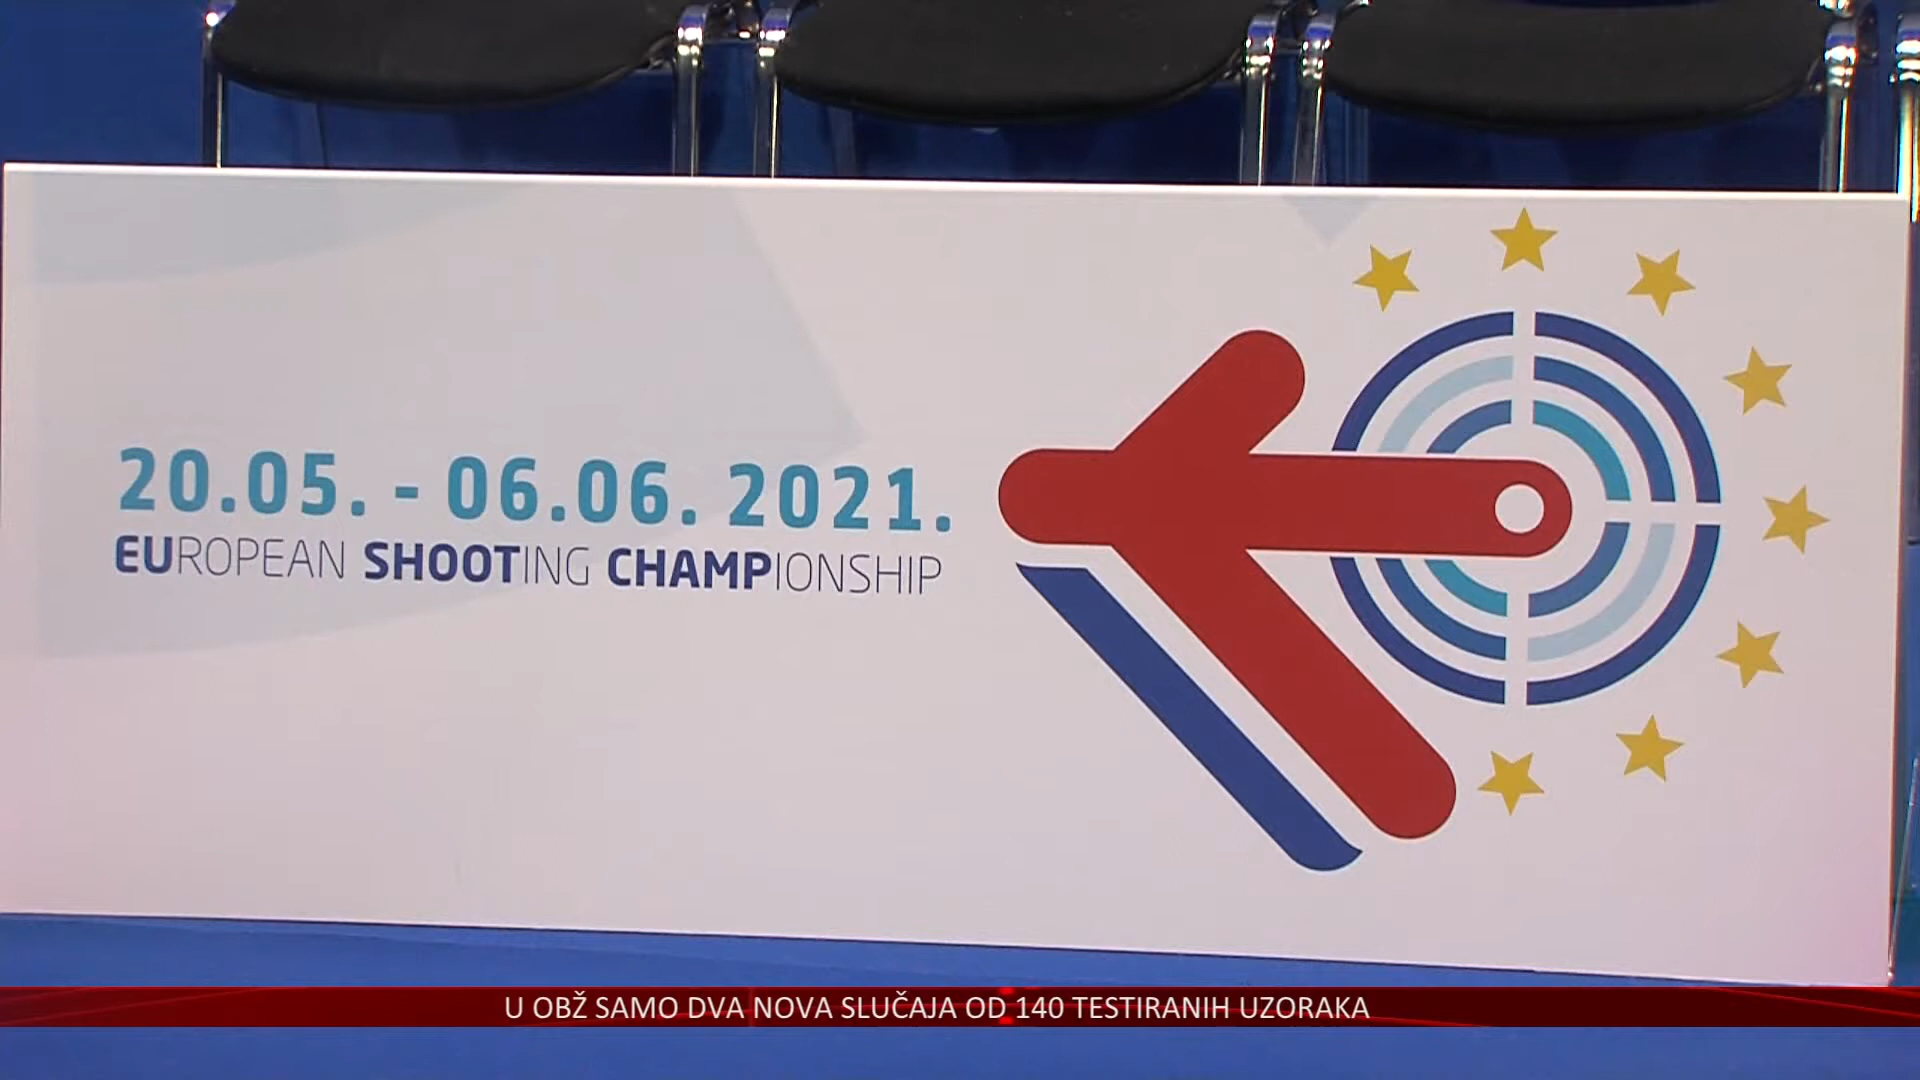 20.05. - 06.06. 2021.
EUROPEAN SHOOTING CHAMPIONSHIP
U OBŽ SAMO DVA NOVA SLUČAJA OD 140 TESTIRANIH UZORAKA